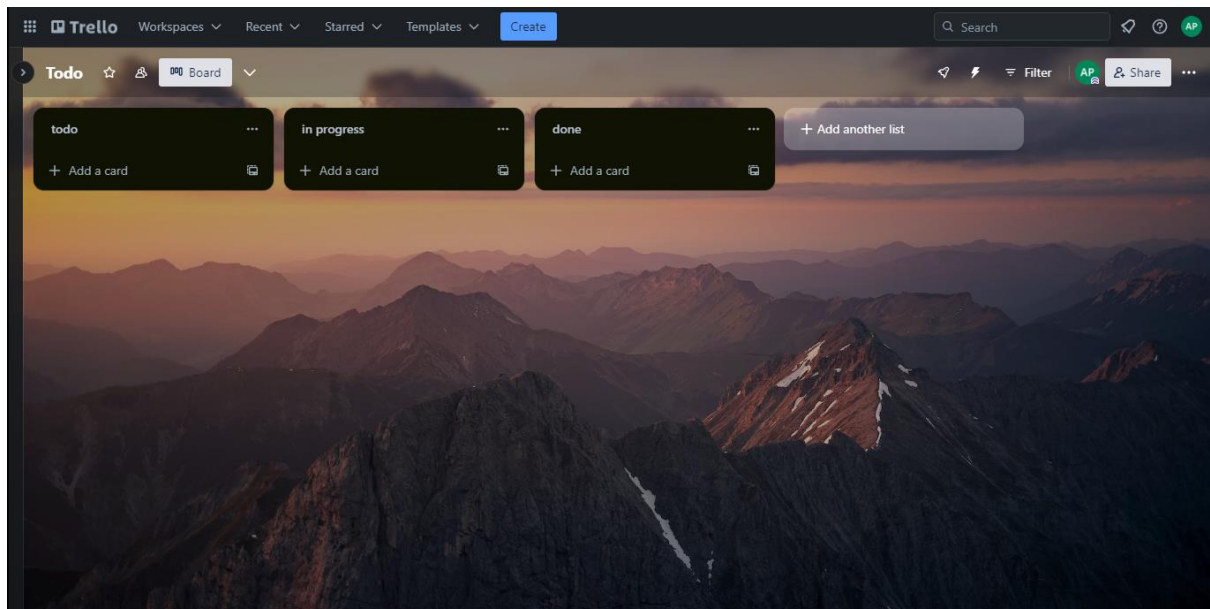 Trello Workspaces Recent Starred Templates Create Search AP
Todo Board Filter AP Share
todo in progress done + Add another list
+ Add a card + Add a card + Add a card